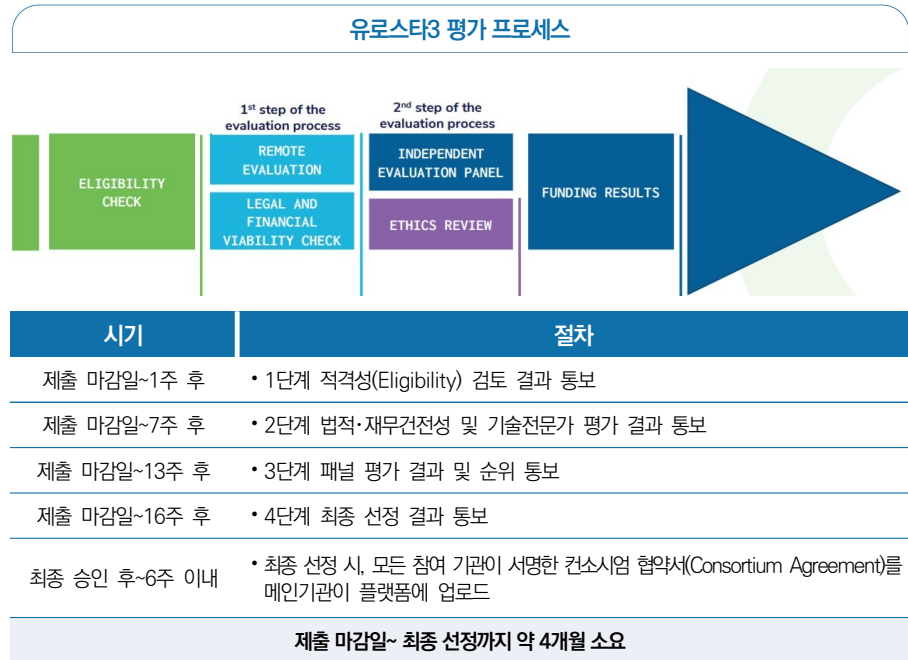 유로스타3 평가 프로세스
1st step of the
evaluation process
2nd step of the
evaluation process
ELIGIBILITY
CHECK
REMOTE
EVALUATION
LEGAL AND
FINANCIAL
VIABILITY CHECK
INDEPENDENT
EVALUATION PANEL
ETHICS REVIEW
FUNDING RESULTS
시기 절차
제출 마감일~1주 후 • 1단계 적격성(Eligibility) 검토 결과 통보
제출 마감일~7주 후 • 2단계 법적·재무건전성 및 기술전문가 평가 결과 통보
제출 마감일~13주 후 • 3단계 패널 평가 결과 및 순위 통보
제출 마감일~16주 후 • 4단계 최종 선정 결과 통보
최종 승인 후~6주 이내 • 최종 선정 시, 모든 참여 기관이 서명한 컨소시엄 협약서(Consortium Agreement)를
메인기관이 플랫폼에 업로드
제출 마감일~ 최종 선정까지 약 4개월 소요